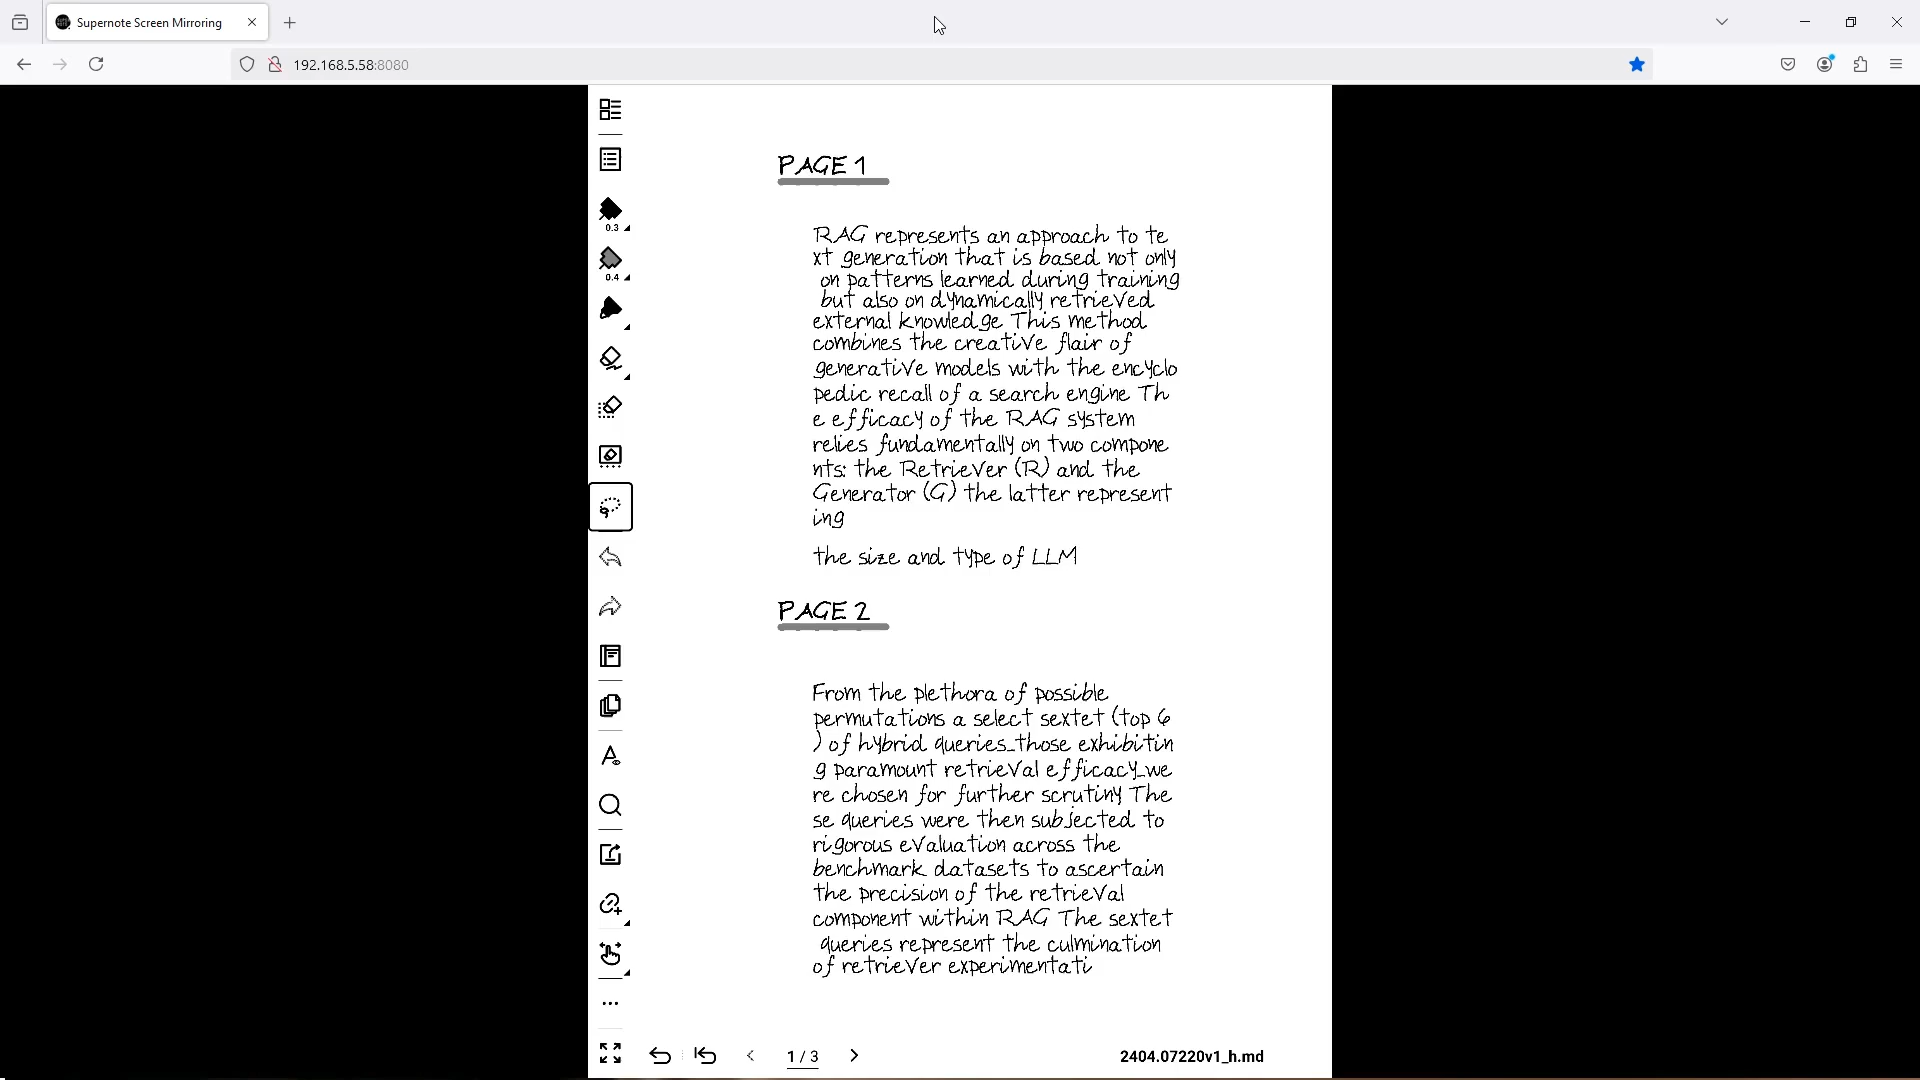 Supernote Screen Mirroring
192.168.5.58:8080
PAGE 1
RAG represents an approach to te
xt generation that is based not only
on patterns learned during training
but also on dynamically retrieved
external knowledge This method
combines the creative flair of
generative models with the encyclo
pedic recall of a search engine Th
e efficacy of the RAG system
relies fundamentally on two compone
nts: the Retriever (R) and the
Generator (G) the latter represent
ing
the size and type of LLM
PAGE 2
From the plethora of possible
permutations a select sextet (top 6
) of hybrid queries_those exhibitin
g paramount retrieval efficacy_we
re chosen for further scrutiny The
se queries were then subjected to
rigorous evaluation across the
benchmark datasets to ascertain
the precision of the retrieval
component within RAG The sextet
queries represent the culmination
of retriever experimentati
0.3
0.4
1 / 3
2404.07220v1_h.md